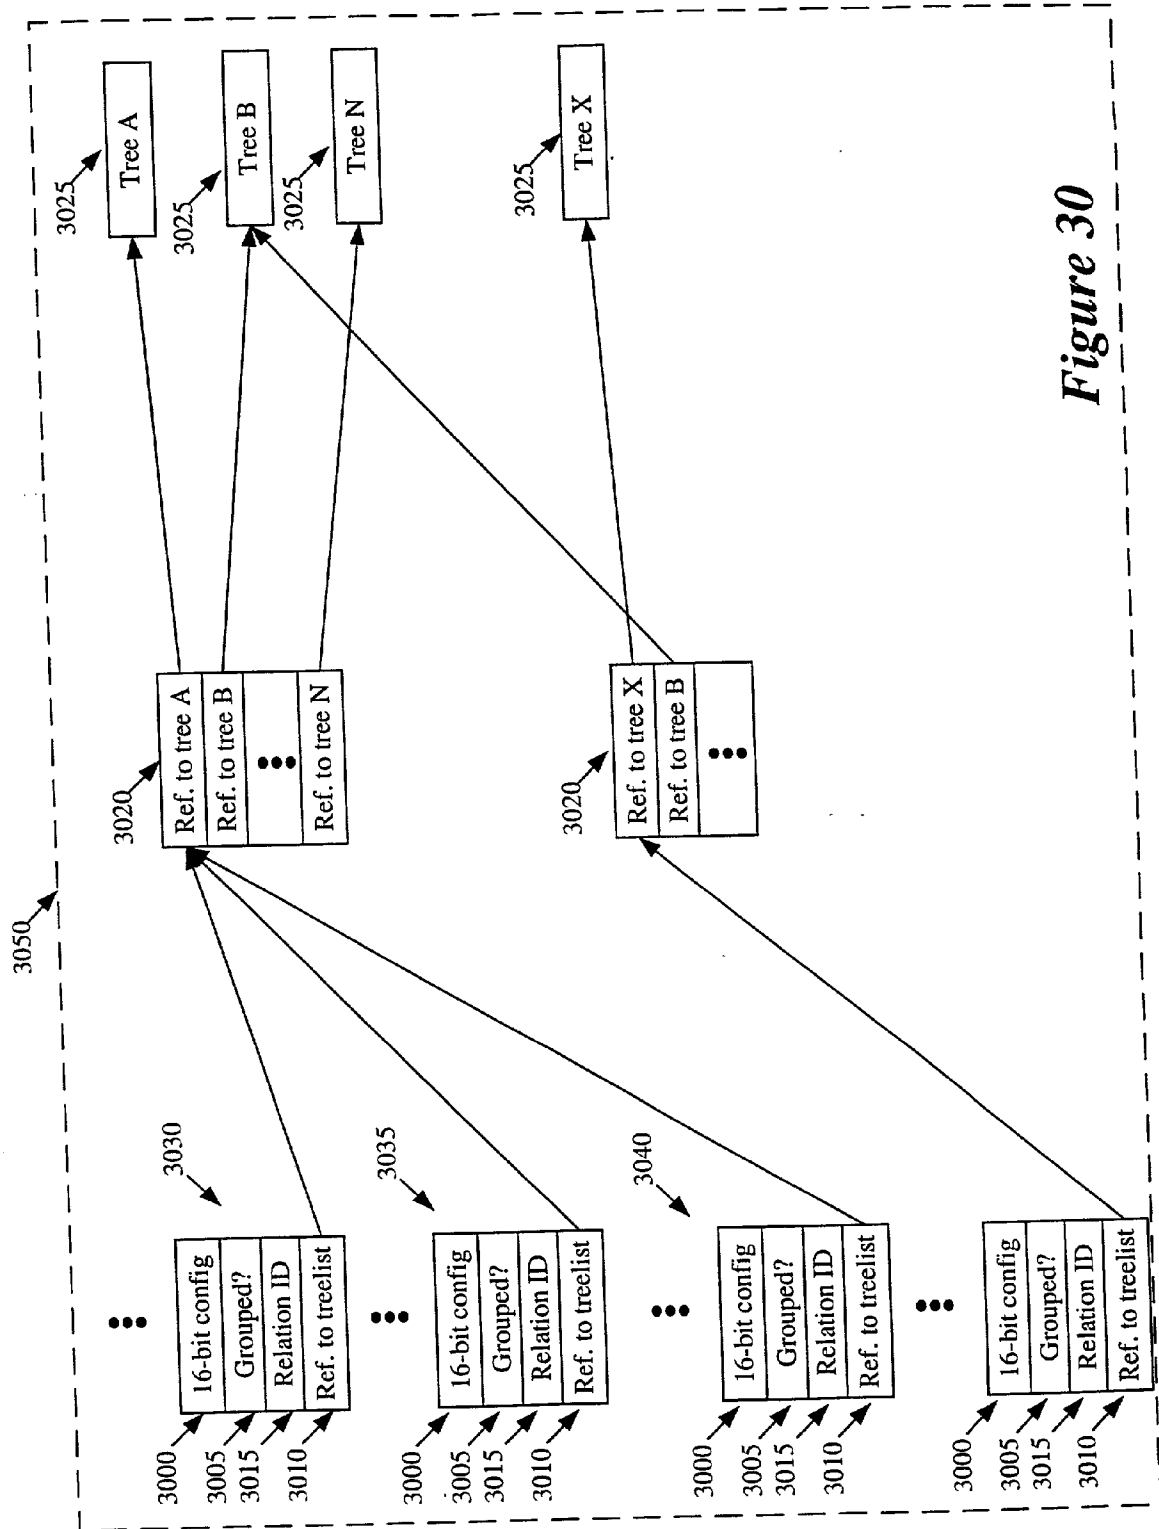 3050
3000
3005
3015
3010
16-bit config
Grouped?
Relation ID
Ref. to treelist
3030
3000
3005
3015
3010
16-bit config
Grouped?
Relation ID
Ref. to treelist
3035
3000
3005
3015
3010
16-bit config
Grouped?
Relation ID
Ref. to treelist
3040
3000
3005
3015
3010
16-bit config
Grouped?
Relation ID
Ref. to treelist
3020
Ref. to tree A
Ref. to tree B
Ref. to tree N
3020
Ref. to tree X
Ref. to tree B
3025
Tree A
3025
Tree B
3025
Tree N
3025
Tree X
Figure 30